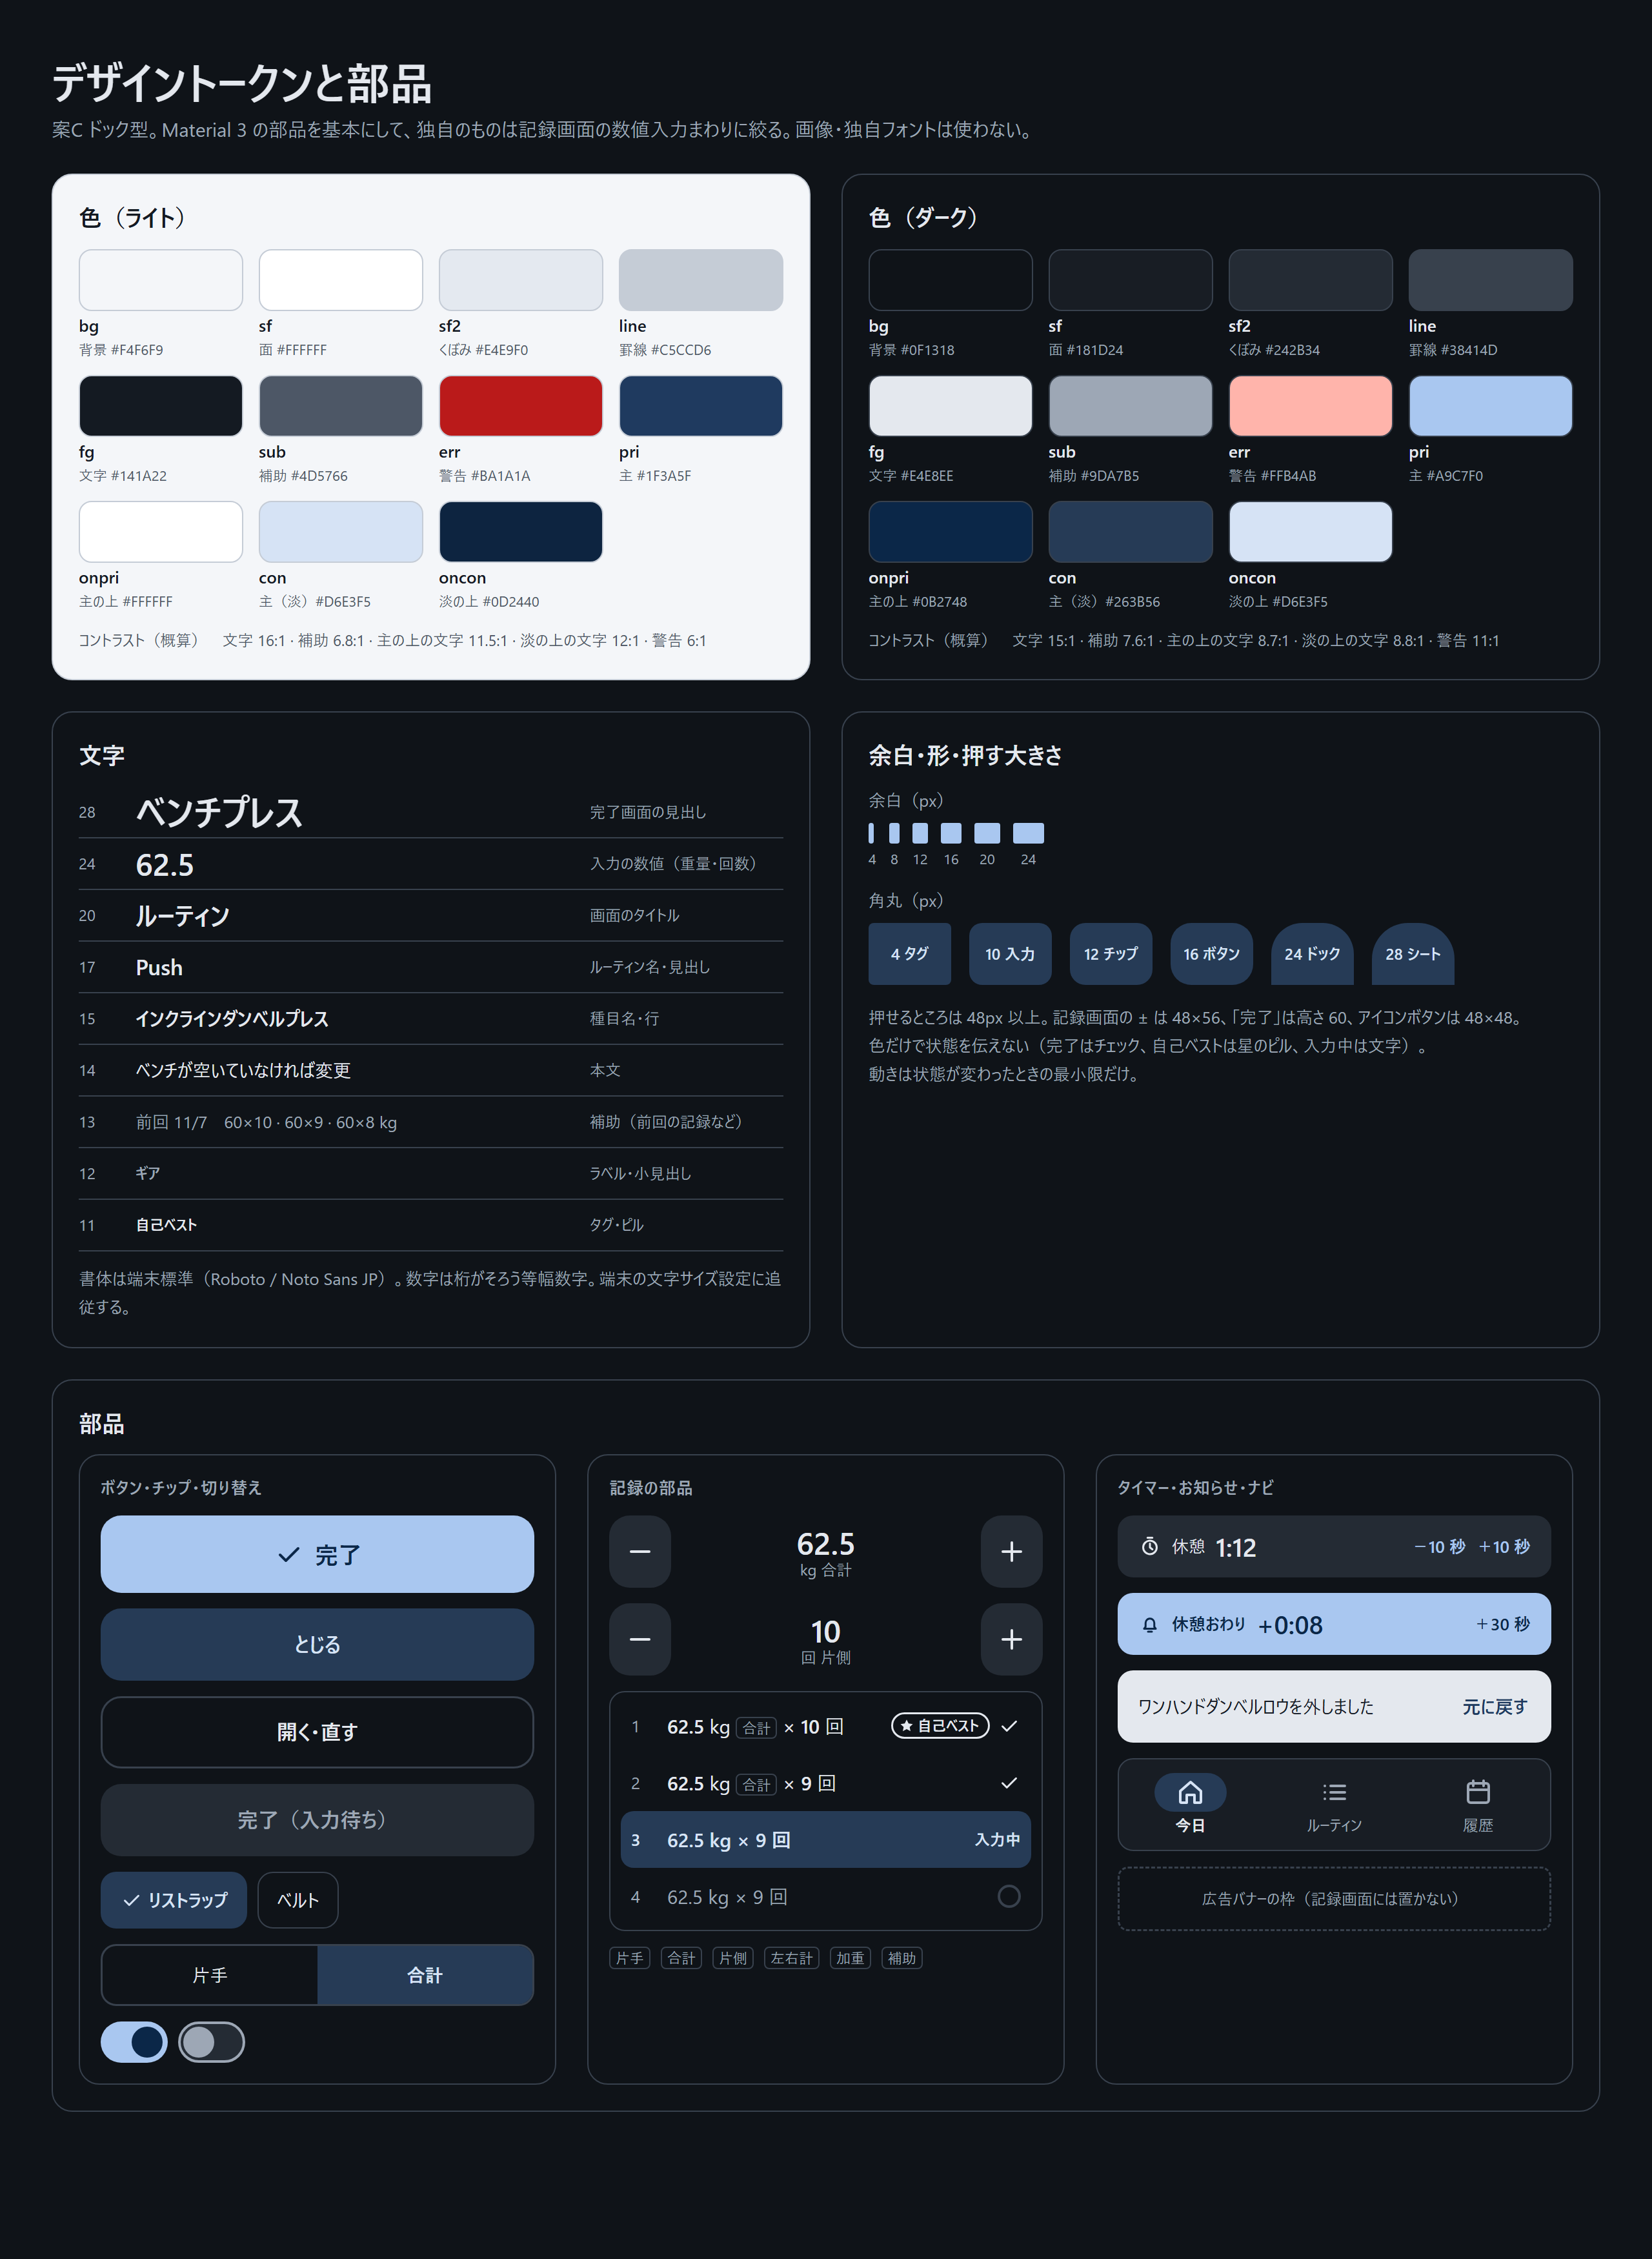 デザイントークンと部品
案C ドック型。Material 3 の部品を基本にして、独自のものは記録画面の数値入力まわりに絞る。画像・独自フォントは使わない。
色（ライト）
bg
背景 #F4F6F9
sf
面 #FFFFFF
sf2
くぼみ #E4E9F0
line
罫線 #C5CCD6
fg
文字 #141A22
sub
補助 #4D5766
err
警告 #BA1A1A
pri
主 #1F3A5F
onpri
主の上 #FFFFFF
con
主（淡）#D6E3F5
oncon
淡の上 #0D2440
コントラスト（概算） 文字 16:1 · 補助 6.8:1 · 主の上の文字 11.5:1 · 淡の上の文字 12:1 · 警告 6:1
色（ダーク）
bg
背景 #0F1318
sf
面 #181D24
sf2
くぼみ #242B34
line
罫線 #38414D
fg
文字 #E4E8EE
sub
補助 #9DA7B5
err
警告 #FFB4AB
pri
主 #A9C7F0
onpri
主の上 #0B2748
con
主（淡）#263B56
oncon
淡の上 #D6E3F5
コントラスト（概算） 文字 15:1 · 補助 7.6:1 · 主の上の文字 8.7:1 · 淡の上の文字 8.8:1 · 警告 11:1
文字
28 ベンチプレス 完了画面の見出し
24 62.5 入力の数値（重量・回数）
20 ルーティン 画面のタイトル
17 Push ルーティン名・見出し
15 インクラインダンベルプレス 種目名・行
14 ベンチが空いていなければ変更 本文
13 前回 11/7 60×10 · 60×9 · 60×8 kg 補助（前回の記録など）
12 ギア ラベル・小見出し
11 自己ベスト タグ・ピル
書体は端末標準（Roboto / Noto Sans JP）。数字は桁がそろう等幅数字。端末の文字サイズ設定に追
従する。
余白・形・押す大きさ
余白（px）
4 8 12 16 20 24
角丸（px）
4 タグ 10 入力 12 チップ 16 ボタン 24 ドック 28 シート
押せるところは 48px 以上。記録画面の ± は 48×56、「完了」は高さ 60、アイコンボタンは 48×48。
色だけで状態を伝えない（完了はチェック、自己ベストは星のピル、入力中は文字）。
動きは状態が変わったときの最小限だけ。
部品
ボタン・チップ・切り替え
✓ 完了
とじる
開く・直す
完了（入力待ち）
✓ リストラップ ベルト
片手 合計
記録の部品
− 62.5 +
kg 合計
− 10 +
回 片側
1 62.5 kg 合計 × 10 回 ★ 自己ベスト ✓
2 62.5 kg 合計 × 9 回 ✓
3 62.5 kg × 9 回 入力中
4 62.5 kg × 9 回
片手 合計 片側 左右計 加重 補助
タイマー・お知らせ・ナビ
休憩 1:12 −10 秒 +10 秒
休憩おわり +0:08 +30 秒
ワンハンドダンベルロウを外しました 元に戻す
今日 ルーティン 履歴
広告バナーの枠（記録画面には置かない）